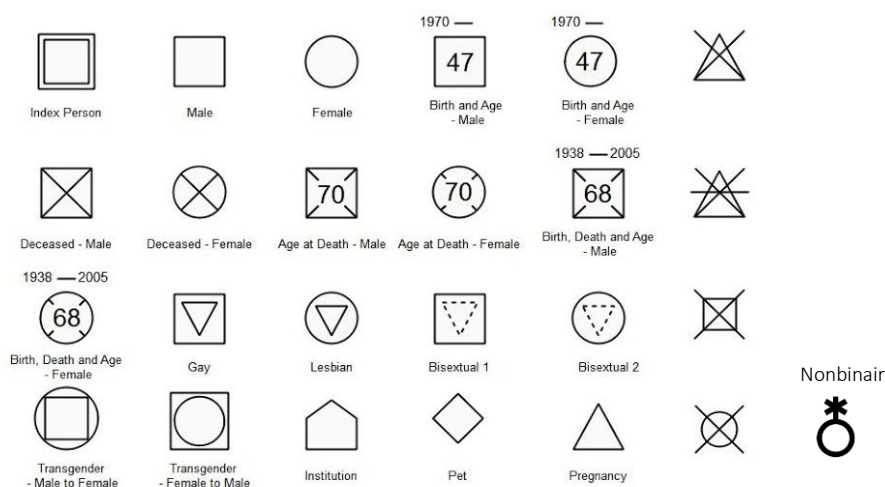 1970 —
1970 —
47
47
Index Person
Male
Female
Birth and Age
- Male
Birth and Age
- Female
1938 — 2005
70
70
68
Deceased - Male
Deceased - Female
Age at Death - Male
Age at Death - Female
Birth, Death and Age
- Male
1938 — 2005
68
Birth, Death and Age
- Female
Gay
Lesbian
Bisextual 1
Bisextual 2
Nonbinair
Transgender
- Male to Female
Transgender
- Female to Male
Institution
Pet
Pregnancy